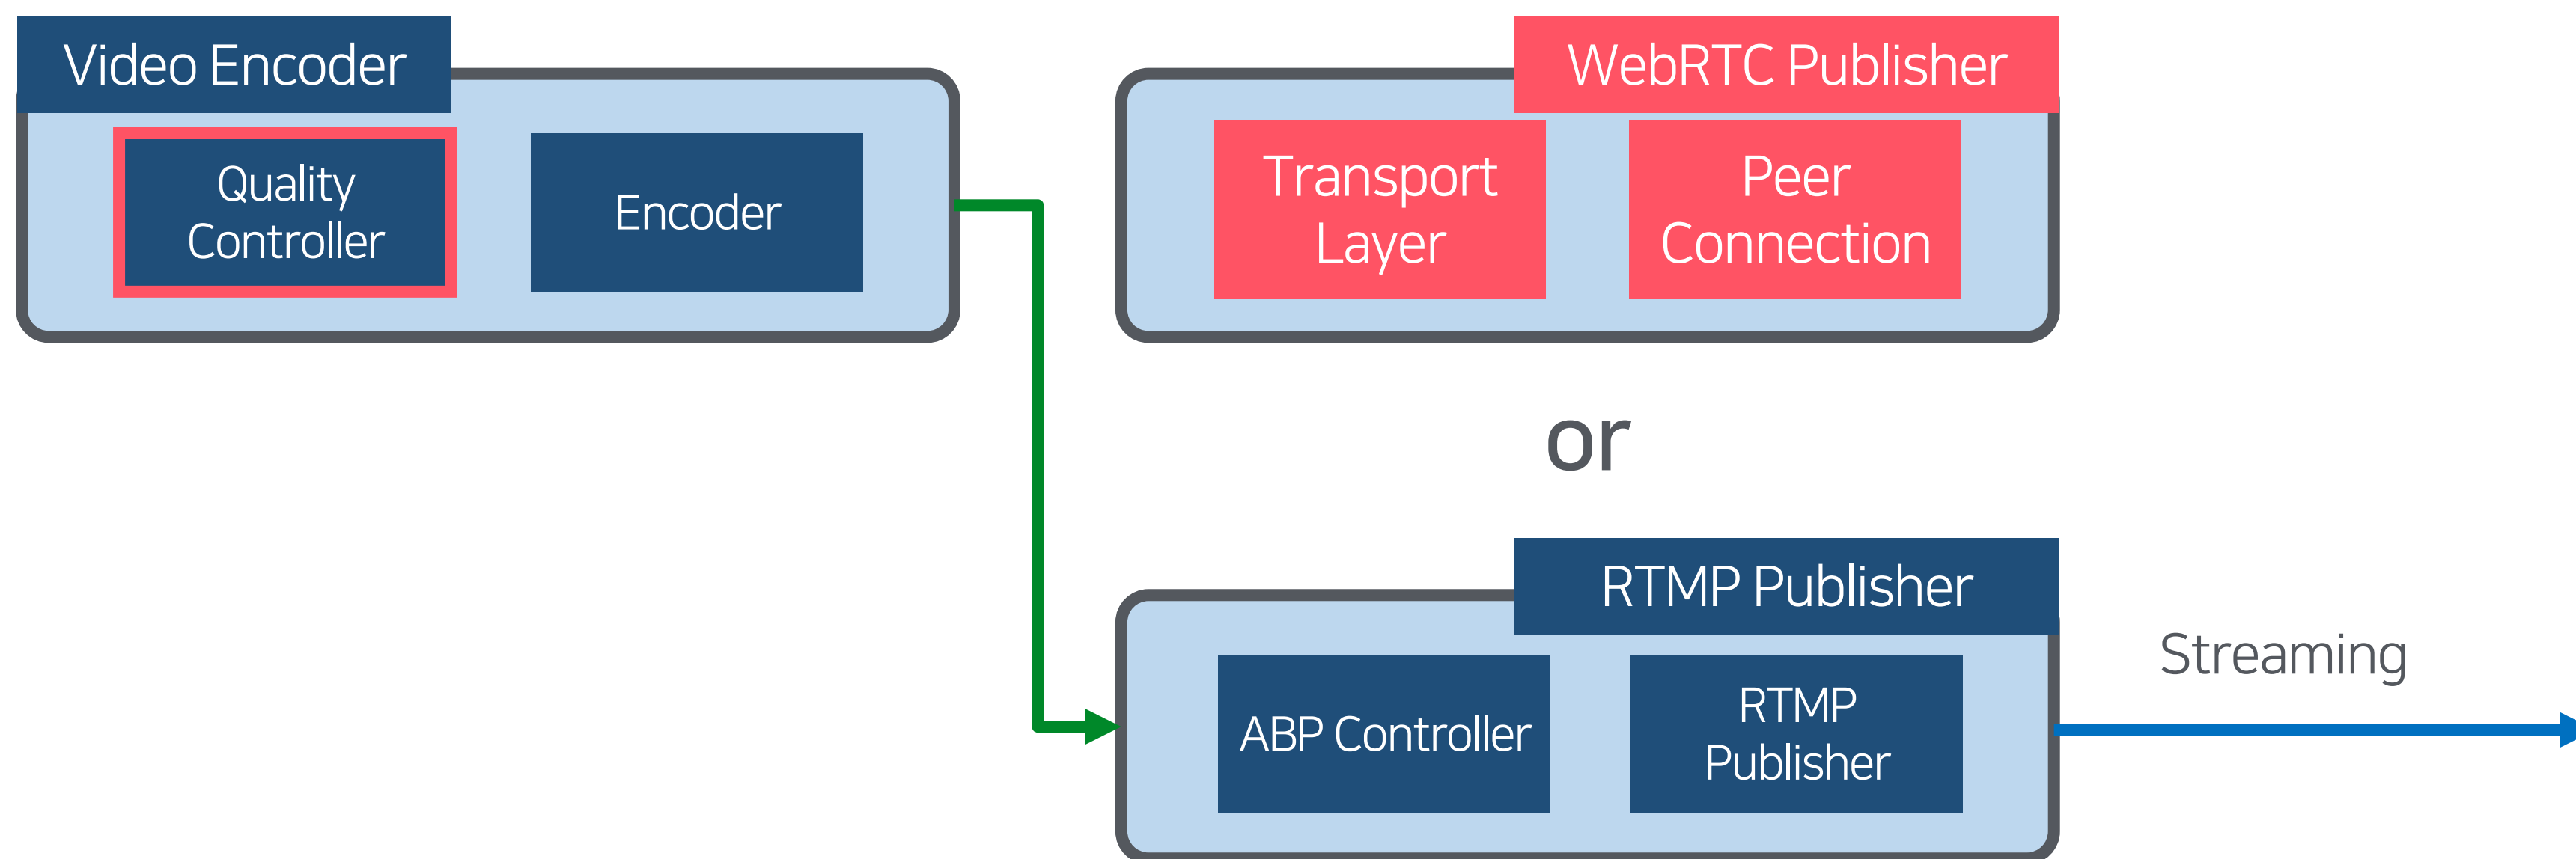 Video Encoder
Quality
Controller
Encoder
WebRTC Publisher
Transport
Layer
Peer
Connection
or
RTMP Publisher
ABP Controller
RTMP
Publisher
Streaming